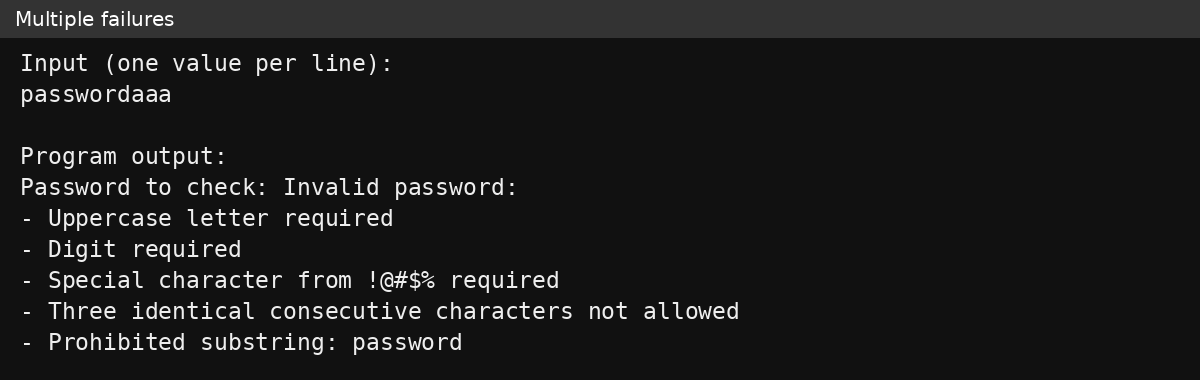 Multiple failures
Input (one value per line):
passwordaaa
Program output:
Password to check: Invalid password:
- Uppercase letter required
- Digit required
- Special character from !@#$% required
- Three identical consecutive characters not allowed
- Prohibited substring: password